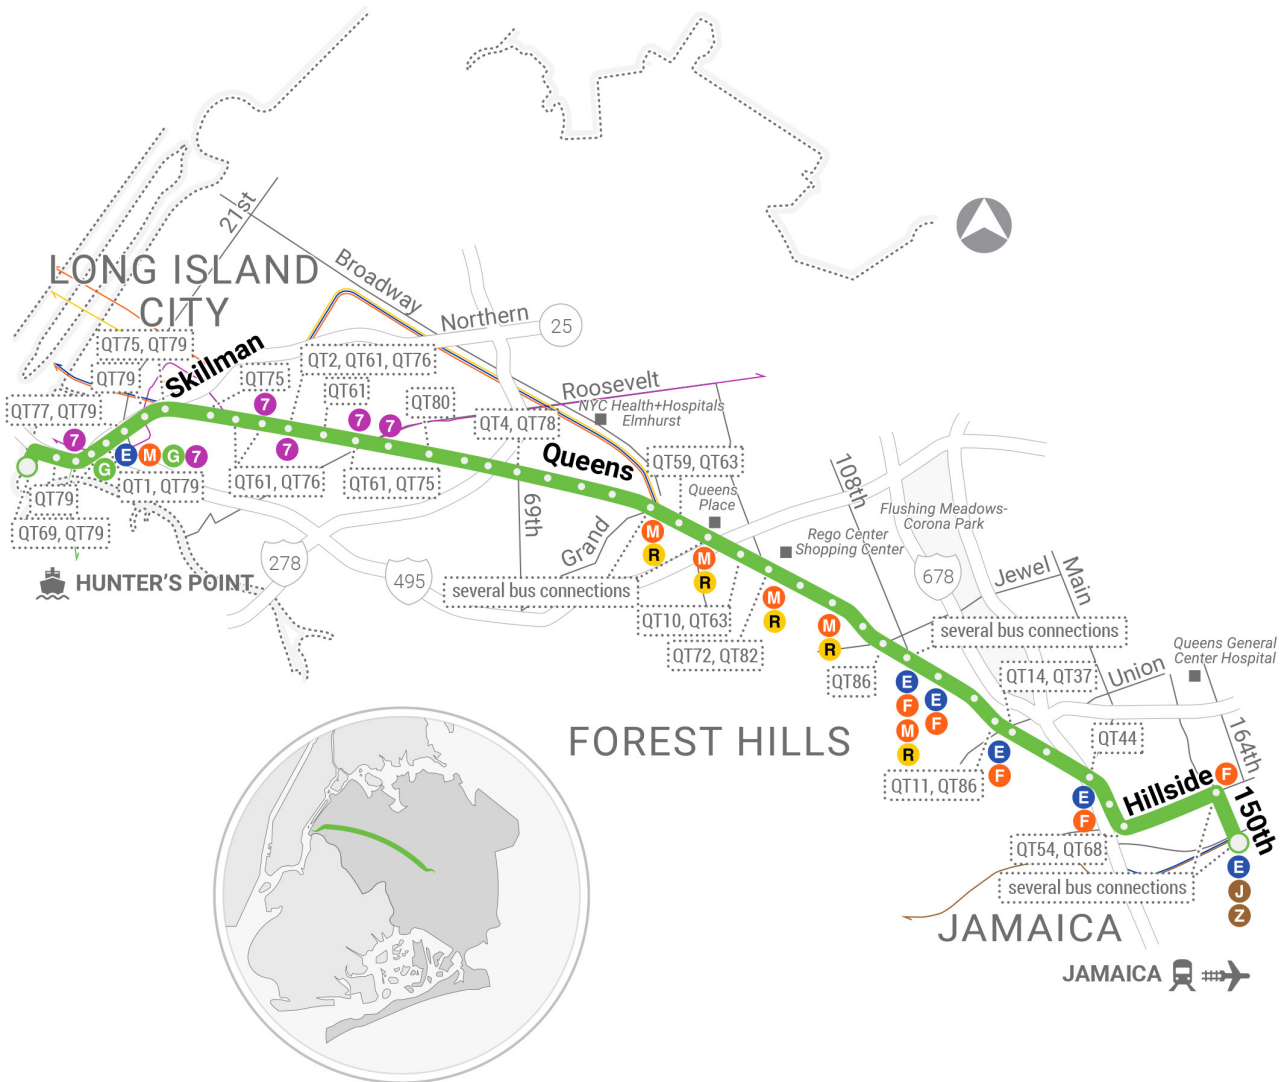 21st
LONG ISLAND
CITY
Broadway
Northern
25
QT75, QT79
Skillman
QT2, QT61, QT76
QT79
QT75
QT61
Roosevelt
QT80
NYC Health+Hospitals
Elmhurst
QT77, QT79
7
7
7
7
QT4, QT78
7
Queens
G
E
M
G
7
QT1, QT79
QT61, QT76
QT61, QT75
QT59, QT63
108th
QT79
QT69, QT79
69th
Queens
Place
Flushing Meadows-
Corona Park
Grand
M
R
Rego Center
Shopping Center
278
495
HUNTER'S POINT
several bus connections
M
R
678
Jewel
Main
QT10, QT63
M
R
M
R
several bus connections
QT72, QT82
QT86
Queens General
Center Hospital
QT14, QT37
Union
E
F
M
R
E
F
FOREST HILLS
QT44
164th
E
F
QT11, QT86
Hillside
F
150th
E
F
QT54, QT68
several bus connections
E
J
Z
JAMAICA
JAMAICA